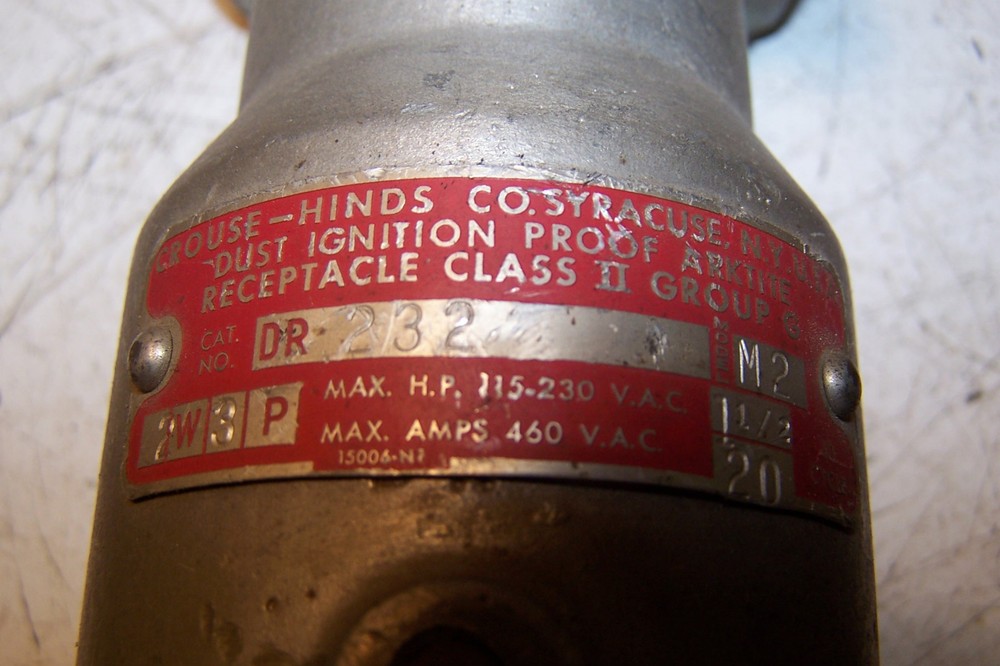 CROUSE-HINDS CO. SYRACUSE, N.Y. U.S.A.
DUST IGNITION PROOF ARKTITE
RECEPTACLE CLASS II GROUP G
CAT. NO. DR 232 M2
2W 3 P MAX. H.P. 115-230 V.A.C. 1 1/2
MAX. AMPS 460 V.A.C. 20
15006-N1